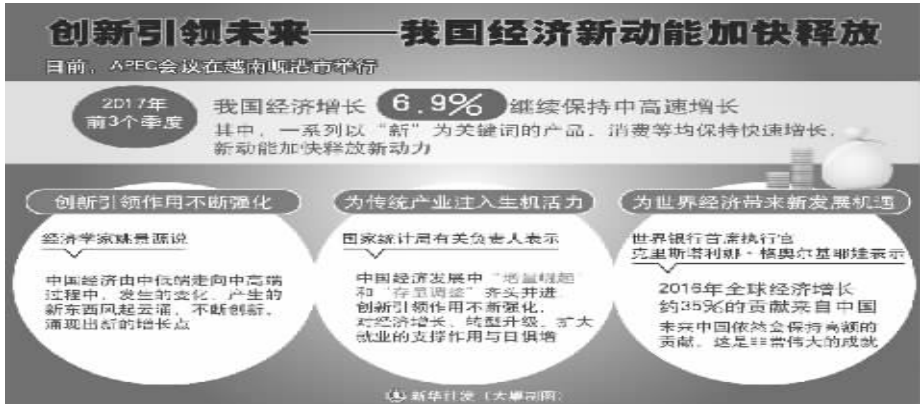 创新引领未来——我国经济新动能加快释放
日前，APEC会议在越南岘港市举行
2017年
前3个季度
我国经济增长 6.9% 继续保持中高速增长
其中，一系列以“新”为关键词的产品、消费等均保持快速增长，
新动能加快释放新动力
创新引领作用不断强化
经济学家姚景源说
中国经济由中低端走向中高端
过程中，发生的变化、产生的
新东西风起云涌，不断创新，
涌现出新的增长点
为传统产业注入生机活力
国家统计局有关负责人表示
中国经济发展中“增量崛起”
和“存量调整”齐头并进，
创新引领作用不断强化，
对经济增长、转型升级、扩大
就业的支撑作用与日俱增
为世界经济带来新发展机遇
世界银行首席执行官
克里斯塔利娜·格奥尔基耶娃表示
2016年全球经济增长
约35%的贡献来自中国
未来中国依然会保持高额的
贡献，这是非常伟大的成就
新华社发（大巢制图）